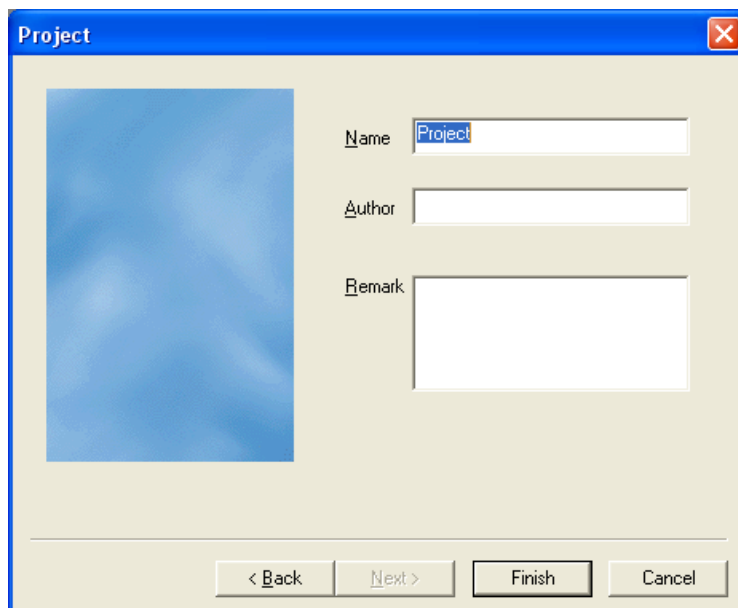 Project
Name
Project
Author
Remark
< Back
Next >
Finish
Cancel